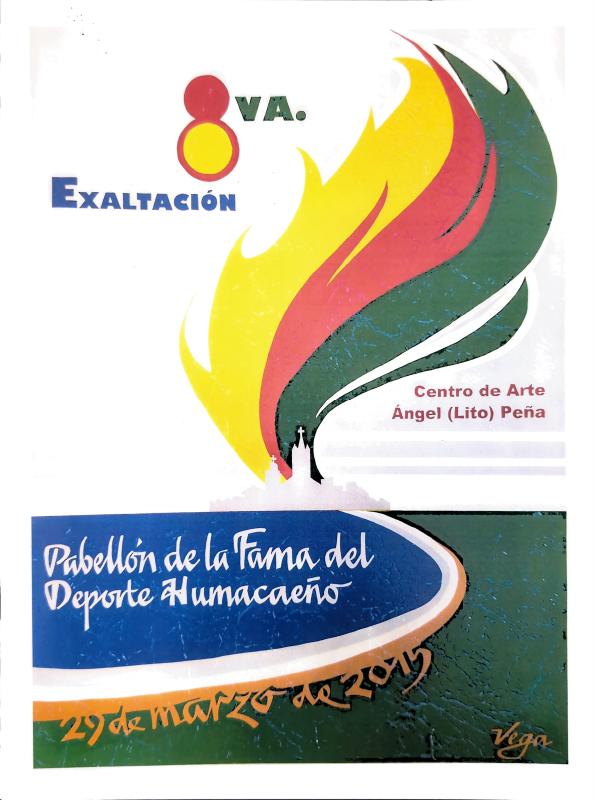 8VA.
EXALTACIÓN
Centro de Arte
Ángel (Lito) Peña
Pabellón de la Fama del
Deporte Humacaeño
29 de marzo de 2015
Vega